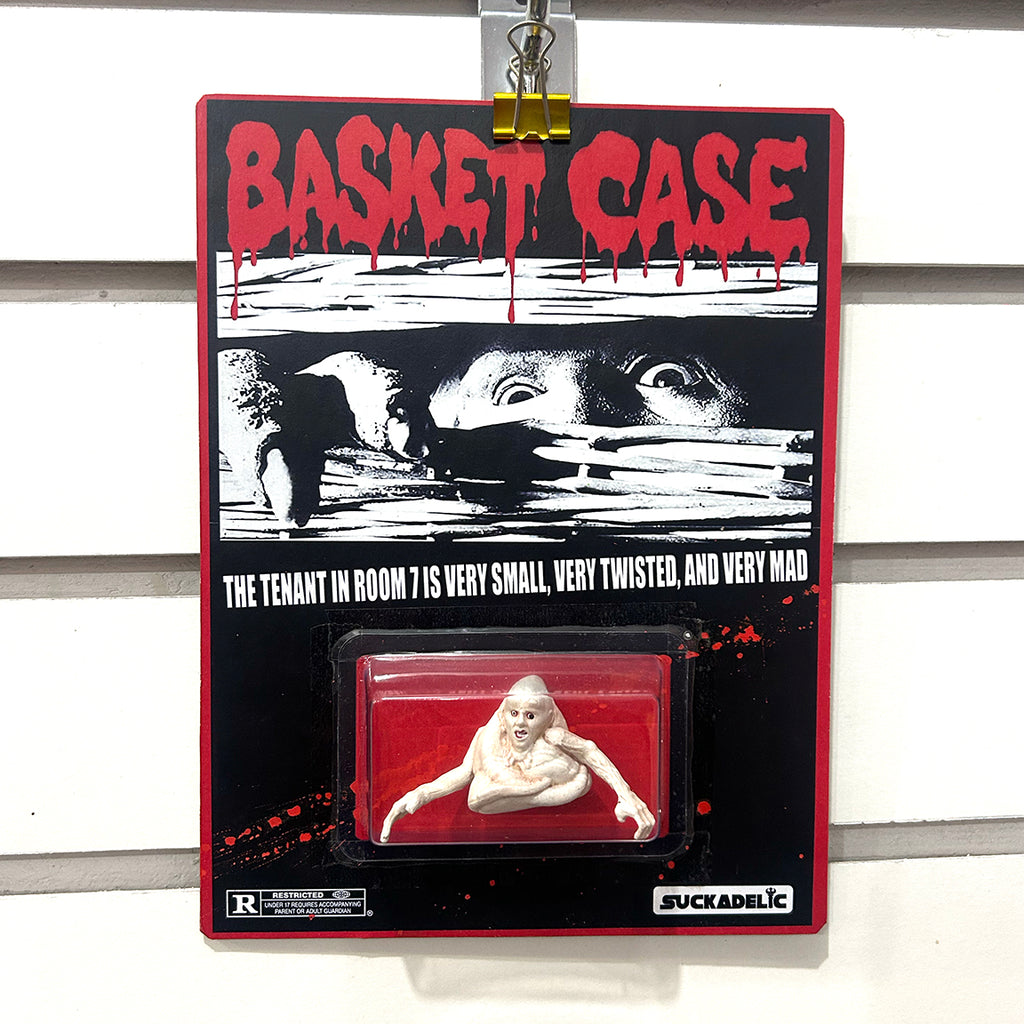 BASKET CASE
THE TENANT IN ROOM 7 IS VERY SMALL, VERY TWISTED, AND VERY MAD
R
RESTRICTED
UNDER 17 REQUIRES ACCOMPANYING
PARENT OR ADULT GUARDIAN
®
SUCKADELIC